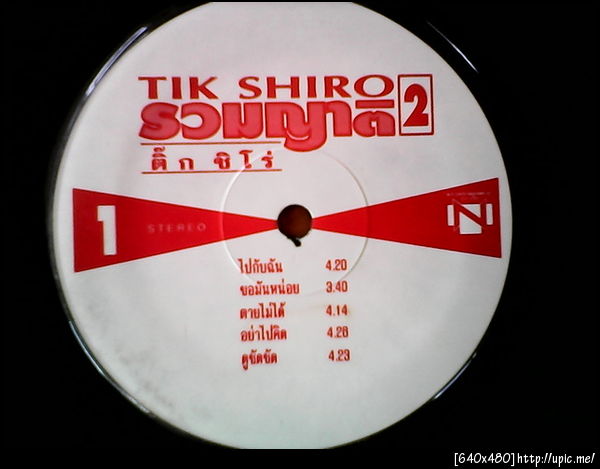 TIK SHIRO
รวมญาติ 2
ติ๊ก ชิโร่
1 STEREO
ไปกับฉัน 4.20
ขอมันหน่อย 3.40
ตายไม่ได้ 4.14
อย่าไปคิด 4.26
ดูชัดชัด 4.23
[640x480]http://upic.me/